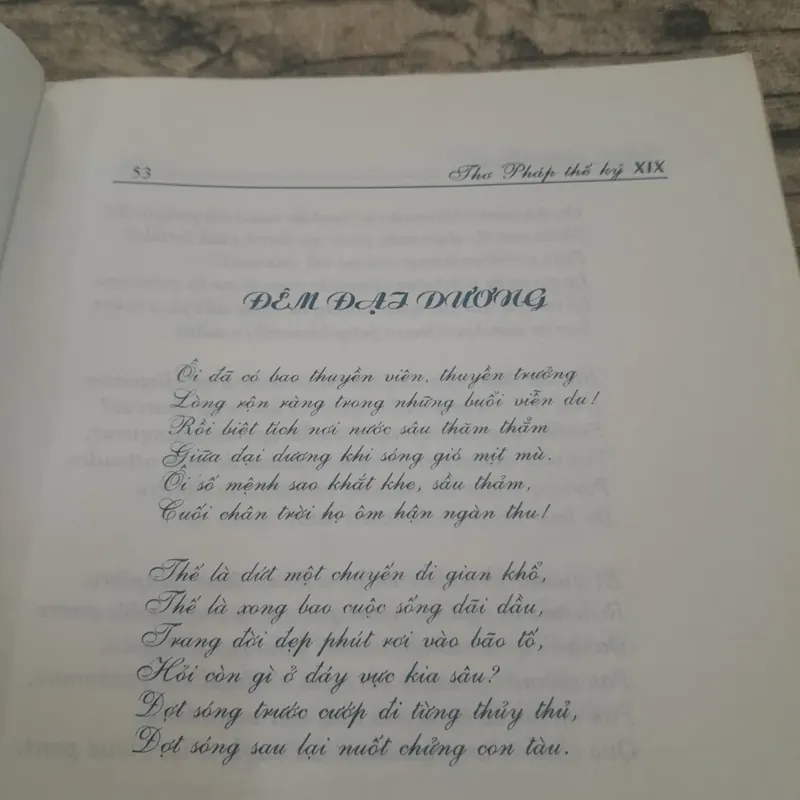 53
Thơ Pháp thế kỷ XIX
ĐÊM ĐẠI DƯƠNG
Ôi đã có bao thuyền viên, thuyền trưởng
Lòng rộn ràng trong những buổi viễn du!
Rồi biệt tích nơi nước sâu thăm thẳm
Giữa đại dương khi sóng gió mịt mù.
Ôi số mệnh sao khắt khe, sầu thảm,
Cuối chân trời họ ôm hận ngàn thu!
Thế là dứt một chuyến đi gian khổ,
Thế là xong bao cuộc sống dãi dầu,
Trang đời đẹp phút rơi vào bão tố,
Hỏi còn gì ở đáy vực kia sâu?
Đợt sóng trước cướp đi từng thủy thủ,
Đợt sóng sau lại nuốt chửng con tàu.